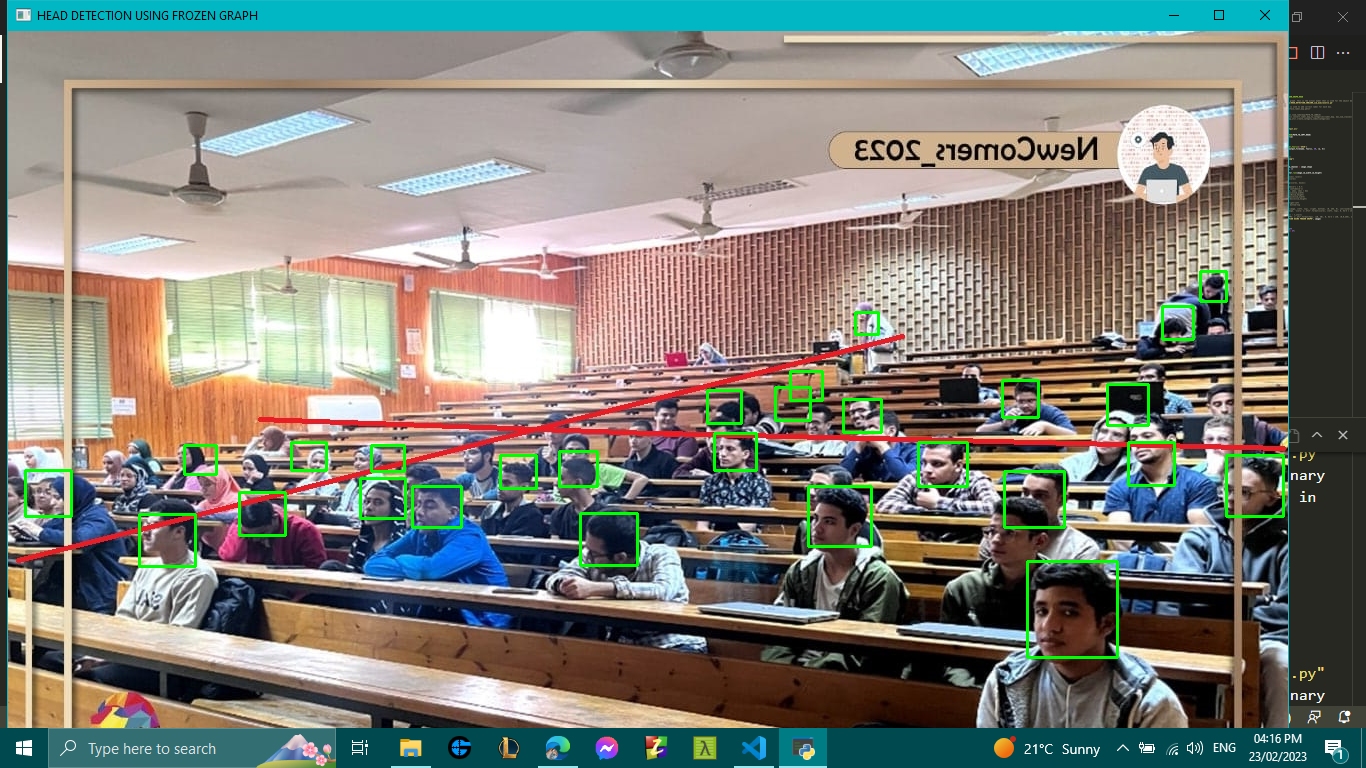 HEAD DETECTION USING FROZEN GRAPH
NewComers_2023
.py
nary
in
.py"
nary
Type here to search
21°C Sunny
ENG
04:16 PM
23/02/2023
1